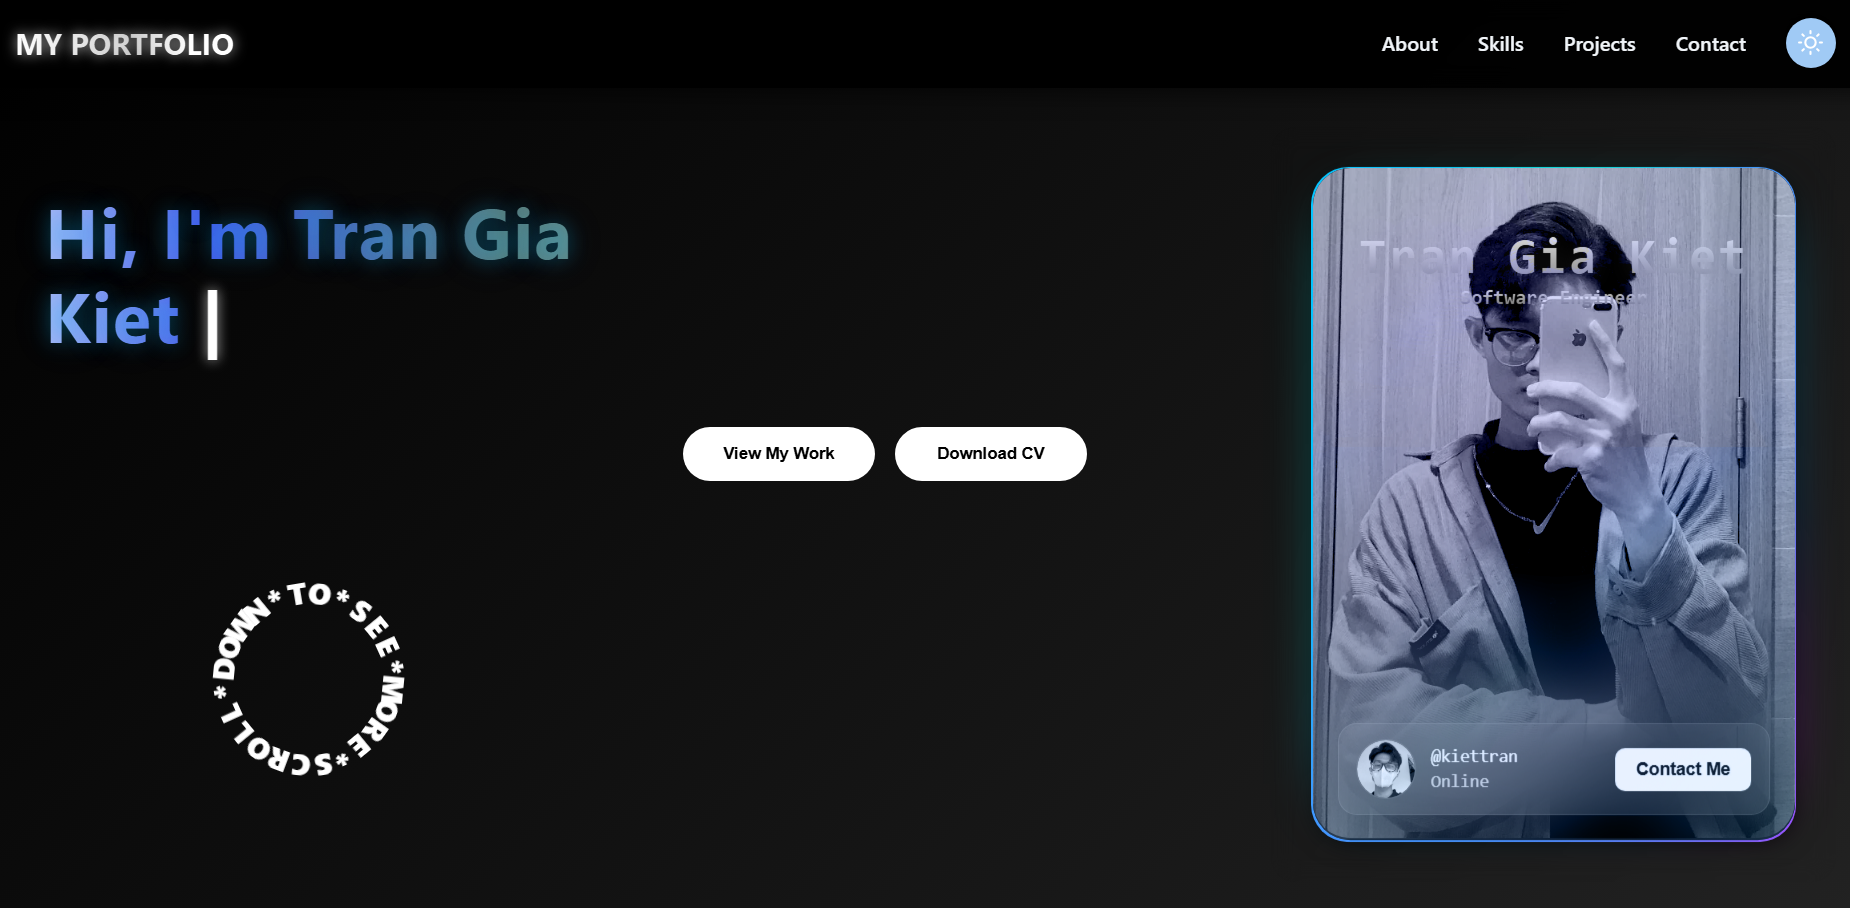 MY PORTFOLIO
About
Skills
Projects
Contact
Hi, I'm Tran Gia
Kiet |
View My Work
Download CV
SCROLL*DOWN*TO*SEE*MORE*
Tran Gia Kiet
Software Engineer
@kiettran
Online
Contact Me